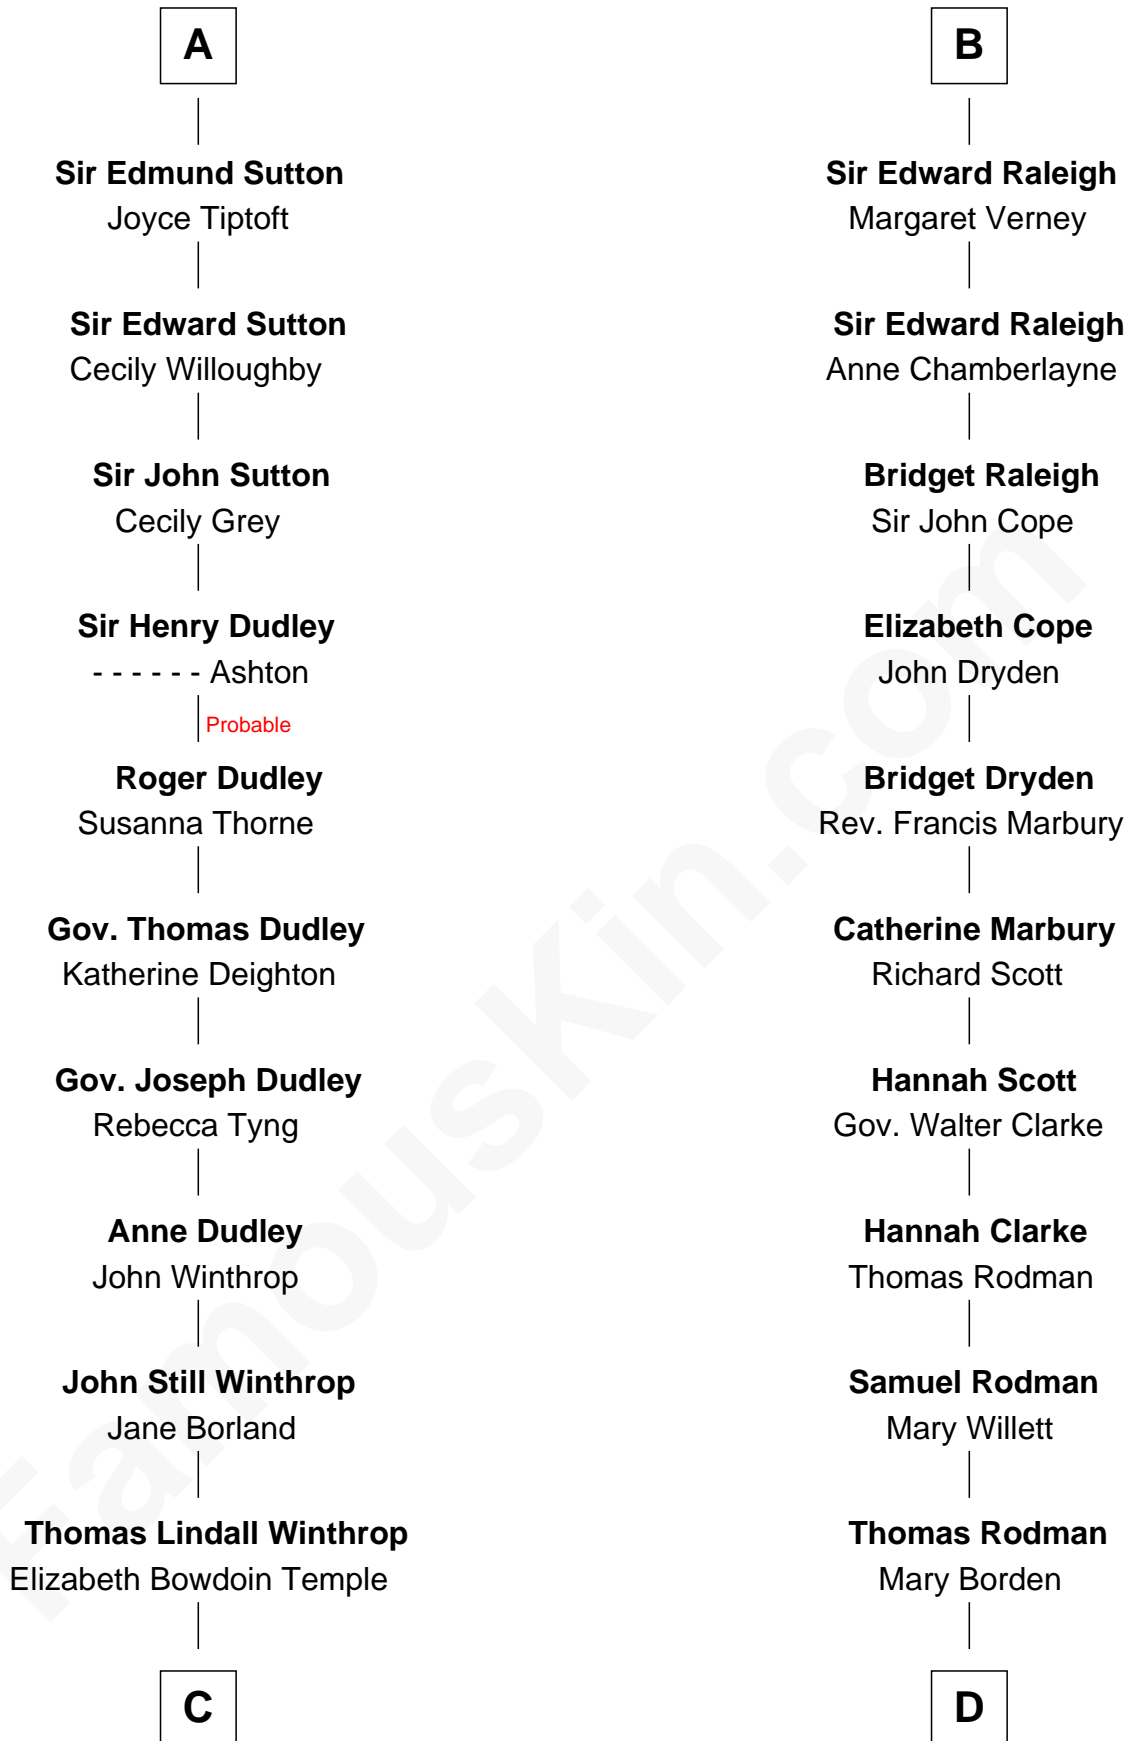 A
Sir Edmund Sutton
Joyce Tiptoft
Sir Edward Sutton
Cecily Willoughby
Sir John Sutton
Cecily Grey
Sir Henry Dudley
- - - - - - Ashton
Probable
Roger Dudley
Susanna Thorne
Gov. Thomas Dudley
Katherine Deighton
Gov. Joseph Dudley
Rebecca Tyng
Anne Dudley
John Winthrop
John Still Winthrop
Jane Borland
Thomas Lindall Winthrop
Elizabeth Bowdoin Temple
C
B
Sir Edward Raleigh
Margaret Verney
Sir Edward Raleigh
Anne Chamberlayne
Bridget Raleigh
Sir John Cope
Elizabeth Cope
John Dryden
Bridget Dryden
Rev. Francis Marbury
Catherine Marbury
Richard Scott
Hannah Scott
Gov. Walter Clarke
Hannah Clarke
Thomas Rodman
Samuel Rodman
Mary Willett
Thomas Rodman
Mary Borden
D
FamousKin.com